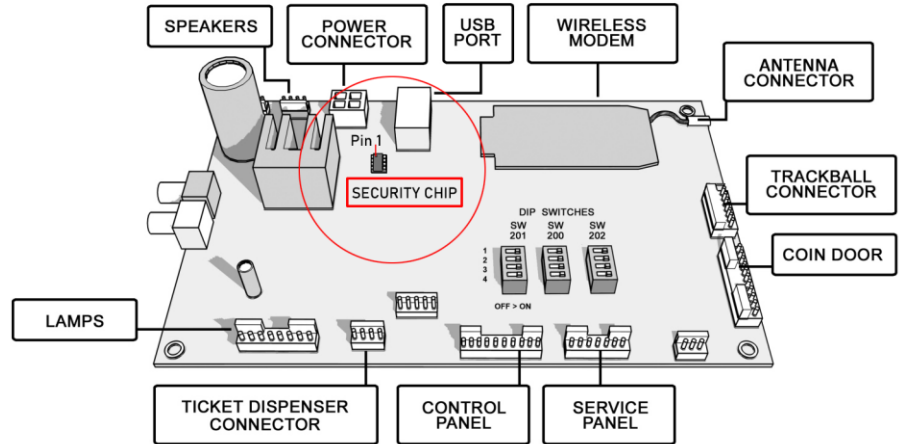 SPEAKERS
POWER
CONNECTOR
USB
PORT
WIRELESS
MODEM
ANTENNA
CONNECTOR
Pin 1
SECURITY CHIP
TRACKBALL
CONNECTOR
DIP SWITCHES
SW SW SW
201 200 202
1
2
3
4
COIN DOOR
OFF > ON
LAMPS
TICKET DISPENSER
CONNECTOR
CONTROL
PANEL
SERVICE
PANEL